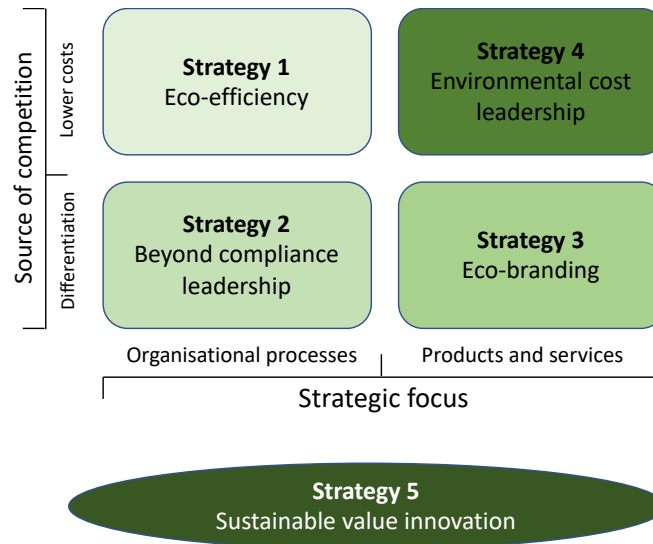 Source of competition
Lower costs
Differentiation
Strategy 1
Eco-efficiency
Strategy 4
Environmental cost
leadership
Strategy 2
Beyond compliance
leadership
Strategy 3
Eco-branding
Organisational processes
Products and services
Strategic focus
Strategy 5
Sustainable value innovation